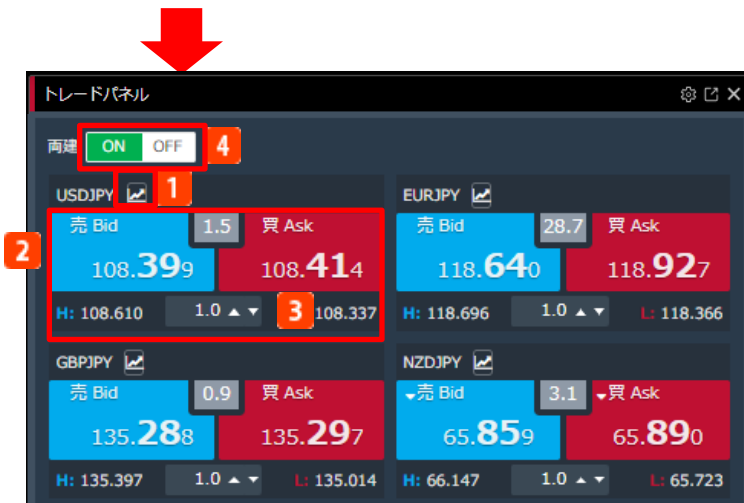 トレードパネル
両建 ON OFF 4
USDJPY 1 EURJPY
2 売 Bid 1.5 買 Ask 売 Bid 28.7 買 Ask
108.399 108.414 118.640 118.927
H: 108.610 1.0 3 108.337 H: 118.696 1.0 L: 118.366
GBPJPY NZDJPY
売 Bid 0.9 買 Ask 売 Bid 3.1 買 Ask
135.288 135.297 65.859 65.890
H: 135.397 1.0 L: 135.014 H: 66.147 1.0 L: 65.723